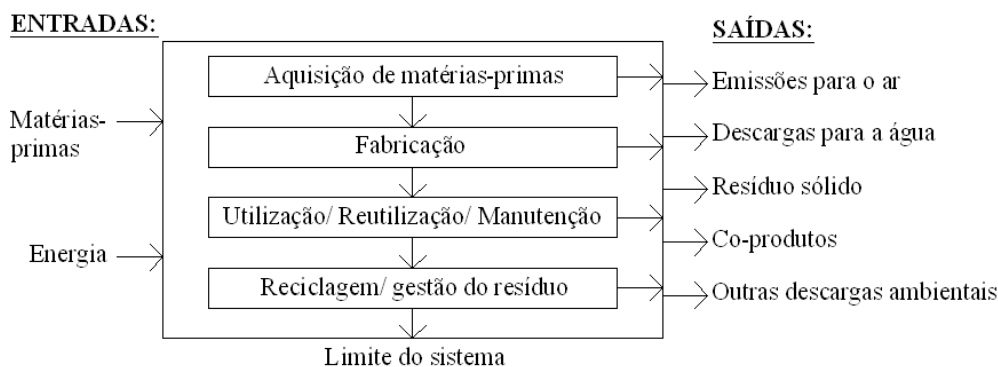 ENTRADAS:
SAÍDAS:
Aquisição de matérias-primas
Emissões para o ar
Matérias-
primas
Fabricação
Descargas para a água
Resíduo sólido
Utilização/ Reutilização/ Manutenção
Energia
Co-produtos
Reciclagem/ gestão do resíduo
Outras descargas ambientais
Limite do sistema